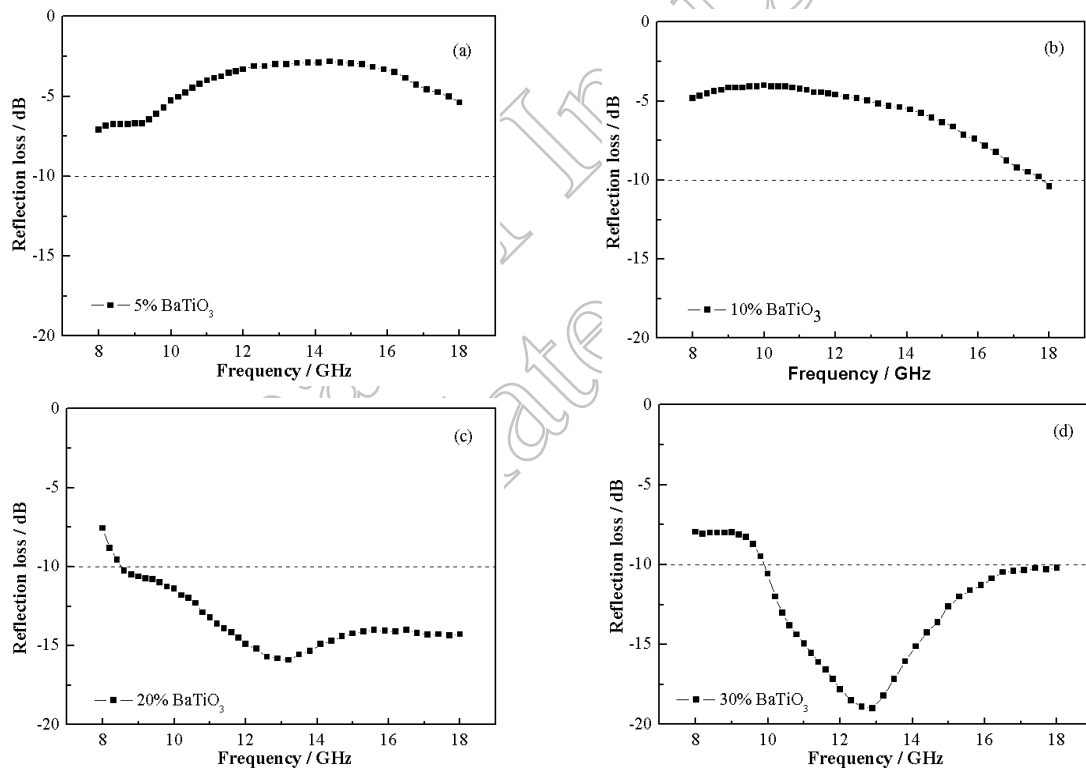 (a)
0
-5
-10
-15
-20
Reflection loss / dB
5% BaTiO₃
8 10 12 14 16 18
Frequency / GHz
(b)
0
-5
-10
-15
-20
Reflection loss / dB
10% BaTiO3
8 10 12 14 16 18
Frequency / GHz
(c)
0
-5
-10
-15
-20
Reflection loss / dB
20% BaTiO₃
8 10 12 14 16 18
Frequency / GHz
(d)
0
-5
-10
-15
-20
Reflection loss / dB
30% BaTiO₃
8 10 12 14 16 18
Frequency / GHz